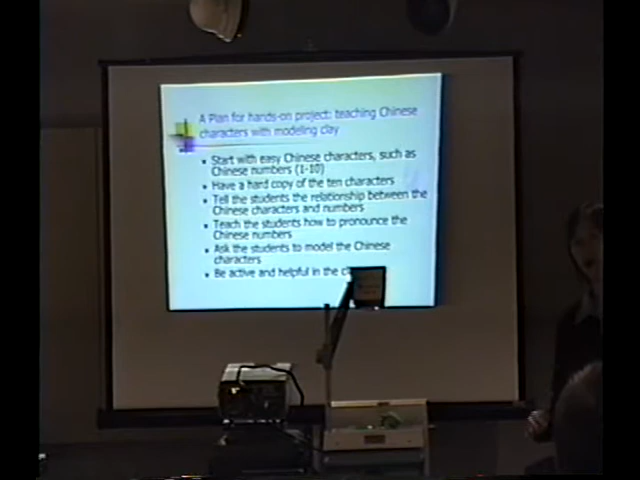 A Plan for hands-on project: teaching Chinese
characters with modeling clay
Start with easy Chinese characters, such as
Chinese numbers (1-10)
Have a hard copy of the ten characters
Tell the students the relationship between the
Chinese characters and numbers
Teach the students how to pronounce the
Chinese numbers
Ask the students to model the Chinese
characters
Be active and helpful in the